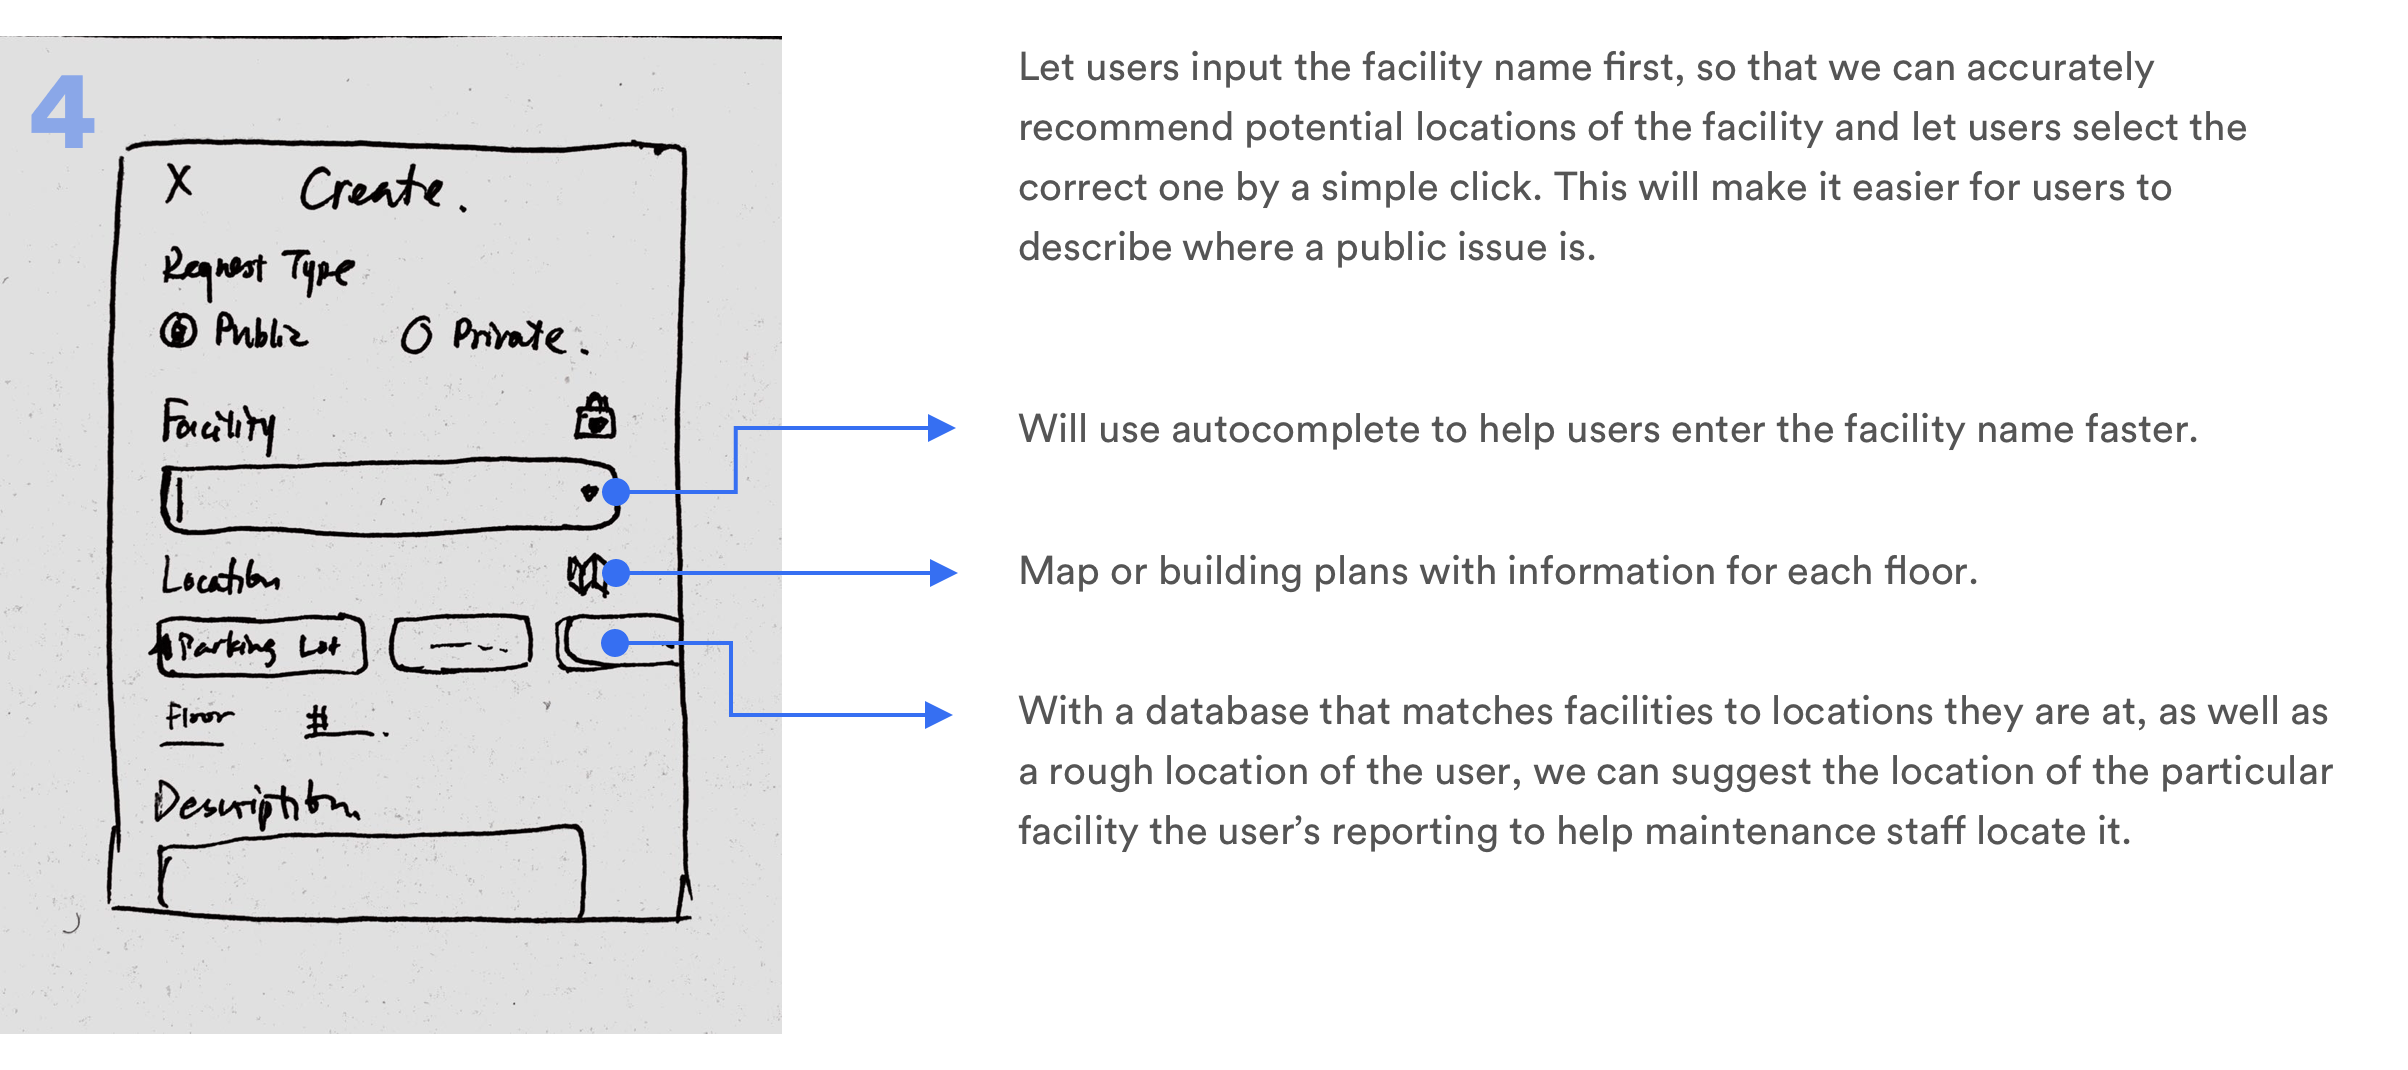 4
X Create.
Request Type
Public Private.
Facility
Location
Parking Lot
Floor #
Description
Let users input the facility name first, so that we can accurately
recommend potential locations of the facility and let users select the
correct one by a simple click. This will make it easier for users to
describe where a public issue is.
Will use autocomplete to help users enter the facility name faster.
Map or building plans with information for each floor.
With a database that matches facilities to locations they are at, as well as
a rough location of the user, we can suggest the location of the particular
facility the user’s reporting to help maintenance staff locate it.